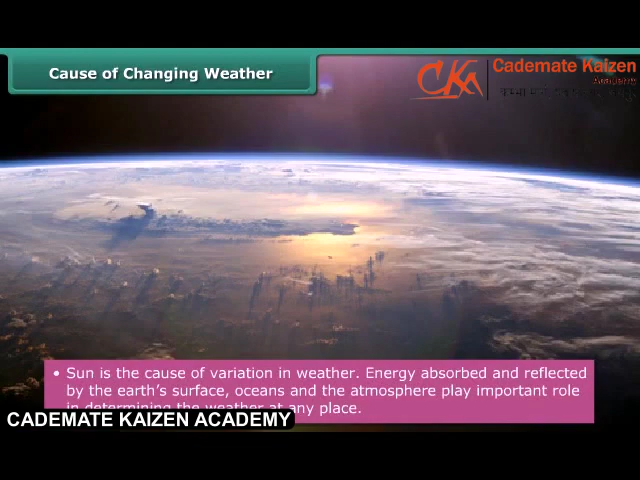 Cause of Changing Weather
CKA
Cademate Kaizen
Academy
• Sun is the cause of variation in weather. Energy absorbed and reflected
by the earth's surface, oceans and the atmosphere play important role
in determining the weather at any place.
CADEMATE KAIZEN ACADEMY